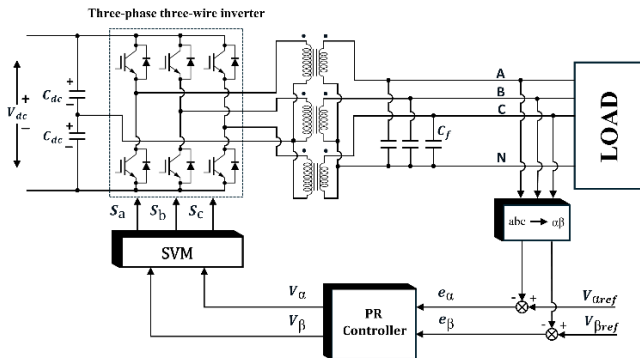 Three-phase three-wire inverter
A
B
C
N
LOAD
V_dc
+
−
C_dc
+
−
C_dc
+
−
C_f
S_a S_b S_c
abc → αβ
SVM
V_α
V_β
PR
Controller
e_α
e_β
- +
V_αref
- +
V_βref